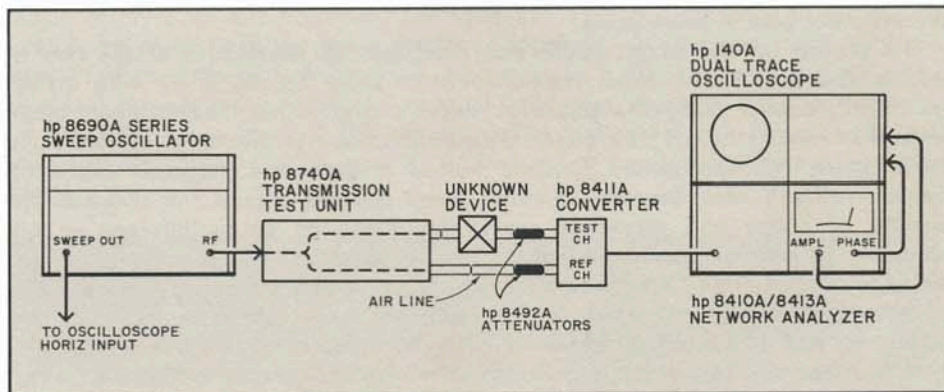 hp 8690A SERIES
SWEEP OSCILLATOR
SWEEP OUT
RF
TO OSCILLOSCOPE
HORIZ INPUT
hp 8740A
TRANSMISSION
TEST UNIT
UNKNOWN
DEVICE
AIR LINE
hp 8492A
ATTENUATORS
hp 8411A
CONVERTER
TEST
CH
REF
CH
hp 140A
DUAL TRACE
OSCILLOSCOPE
AMPL PHASE
hp 8410A/8413A
NETWORK ANALYZER